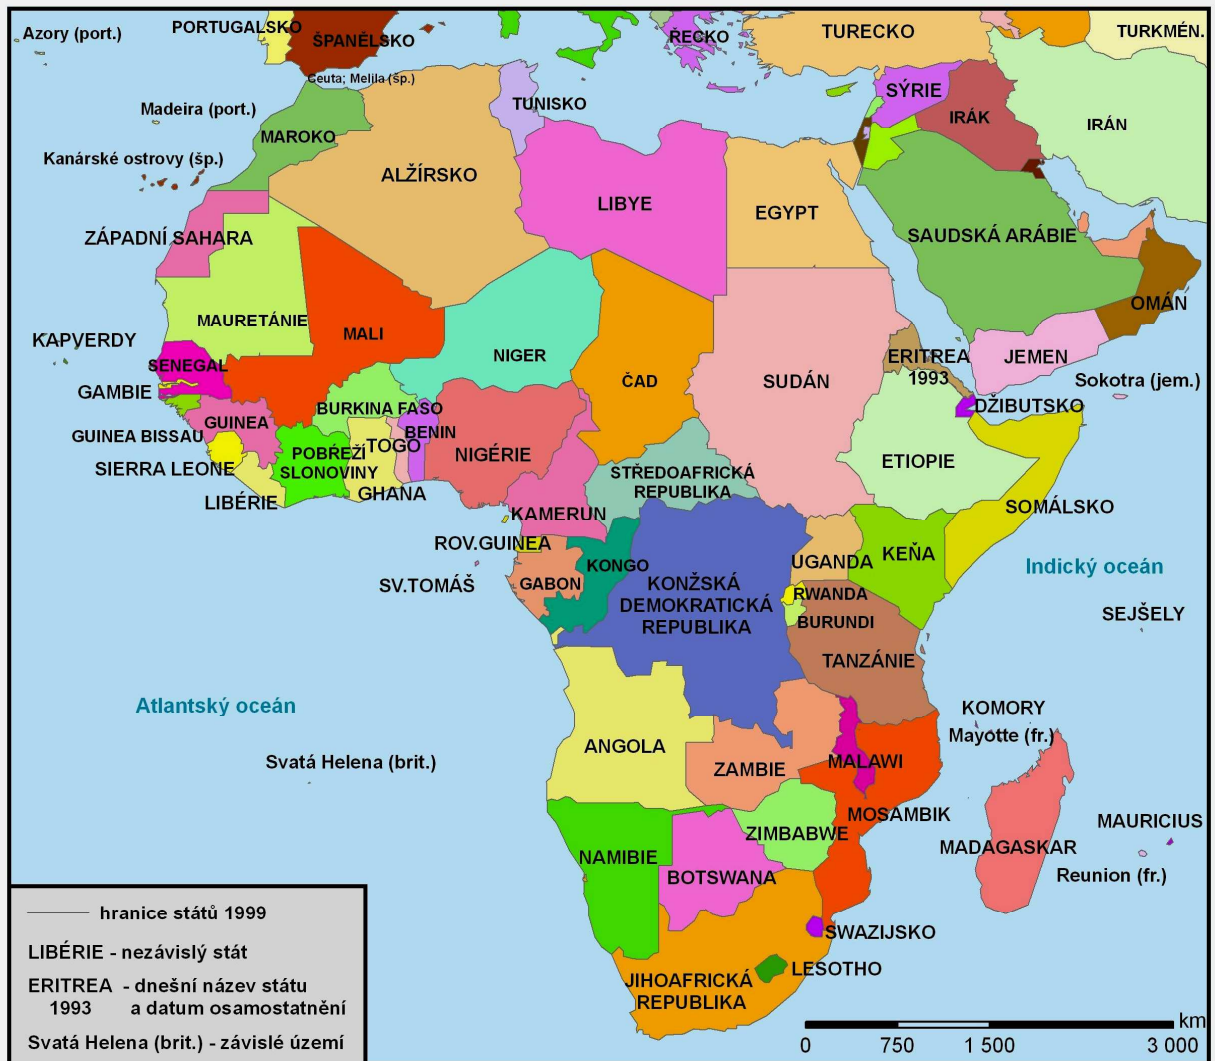 Azory (port.)
PORTUGALSKO
ŠPANĚLSKO
ŘECKO
TURECKO
TURKMÉN.
Ceuta; Melila (šp.)
Madeira (port.)
TUNISKO
SÝRIE
IRÁK
IRÁN
MAROKO
Kanárské ostrovy (šp.)
ALŽÍRSKO
LIBYE
EGYPT
ZÁPADNÍ SAHARA
SAUDSKÁ ARÁBIE
OMÁN
MAURETÁNIE
MALI
KAPVERDY
NIGER
ERITREA
1993
JEMEN
SENEGAL
ČAD
SUDÁN
Sokotra (jem.)
GAMBIE
BURKINA FASO
DŽIBUTSKO
GUINEA
GUINEA BISSAU
BENIN
TOGO
POBŘEŽÍ
SLONOVINY
NIGÉRIE
ETIOPIE
SIERRA LEONE
STŘEDOAFRICKÁ
REPUBLIKA
GHANA
LIBÉRIE
SOMÁLSKO
KAMERUN
ROV.GUINEA
KEŇA
UGANDA
KONGO
Indický oceán
SV.TOMÁŠ
GABON
KONŽSKÁ
DEMOKRATICKÁ
REPUBLIKA
RWANDA
BURUNDI
SEJŠELY
TANZÁNIE
Atlantský oceán
KOMORY
Mayotte (fr.)
ANGOLA
Svatá Helena (brit.)
ZAMBIE
MALAWI
MOSAMBIK
MAURICIUS
ZIMBABWE
MADAGASKAR
NAMIBIE
BOTSWANA
Reunion (fr.)
SWAZIJSKO
LESOTHO
JIHOAFRICKÁ
REPUBLIKA
hranice států 1999
LIBÉRIE - nezávislý stát
ERITREA - dnešní název státu
1993 a datum osamostatnění
Svatá Helena (brit.) - závislé území
km
0 750 1 500 3 000